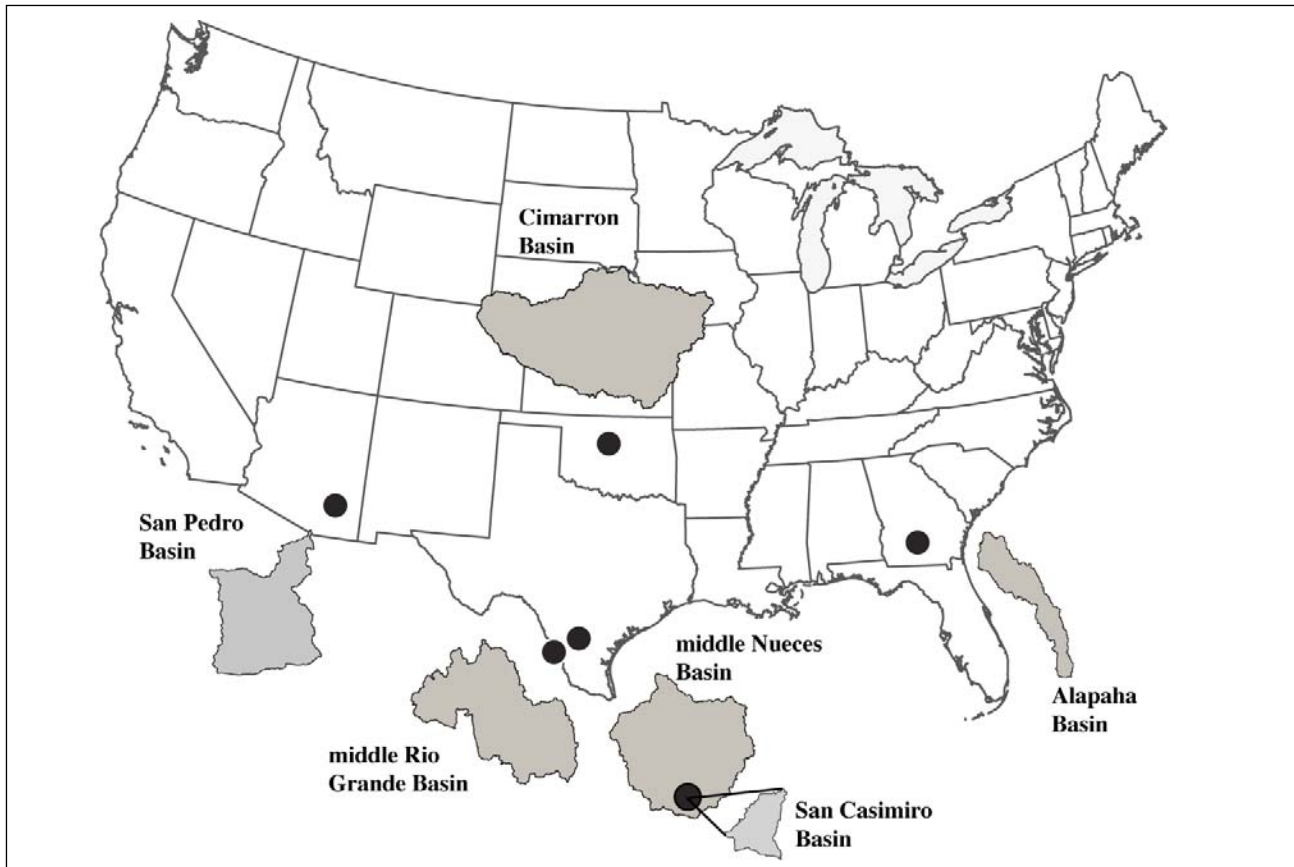 Cimarron
Basin
San Pedro
Basin
middle Nueces
Basin
Alapaha
Basin
middle Rio
Grande Basin
San Casimiro
Basin